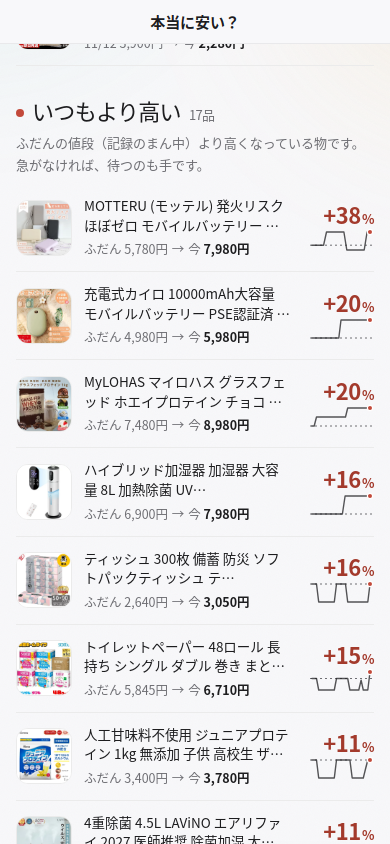 本当に安い？
11/12 3,900円 → 今 2,280円
いつもより高い 17品
ふだんの値段（記録のまん中）より高くなっている物です。
急がなければ、待つのも手です。
MOTTERU (モッテル) 発火リスク
ほぼゼロ モバイルバッテリー …
ふだん 5,780円 → 今 7,980円
+38%
充電式カイロ 10000mAh大容量
モバイルバッテリー PSE認証済 …
ふだん 4,980円 → 今 5,980円
+20%
MyLOHAS マイロハス グラスフェ
ッド ホエイプロテイン チョコ …
ふだん 7,480円 → 今 8,980円
+20%
ハイブリッド加湿器 加湿器 大容
量 8L 加熱除菌 UV…
ふだん 6,900円 → 今 7,980円
+16%
ティッシュ 300枚 備蓄 防災 ソフ
トパックティッシュ テ…
ふだん 2,640円 → 今 3,050円
+16%
トイレットペーパー 48ロール 長
持ち シングル ダブル 巻き まと…
ふだん 5,845円 → 今 6,710円
+15%
人工甘味料不使用 ジュニアプロテ
イン 1kg 無添加 子供 高校生 ザ…
ふだん 3,400円 → 今 3,780円
+11%
4重除菌 4.5L LAViNO エアリファ
イ 2027 医師推奨 除菌加湿 大…
+11%